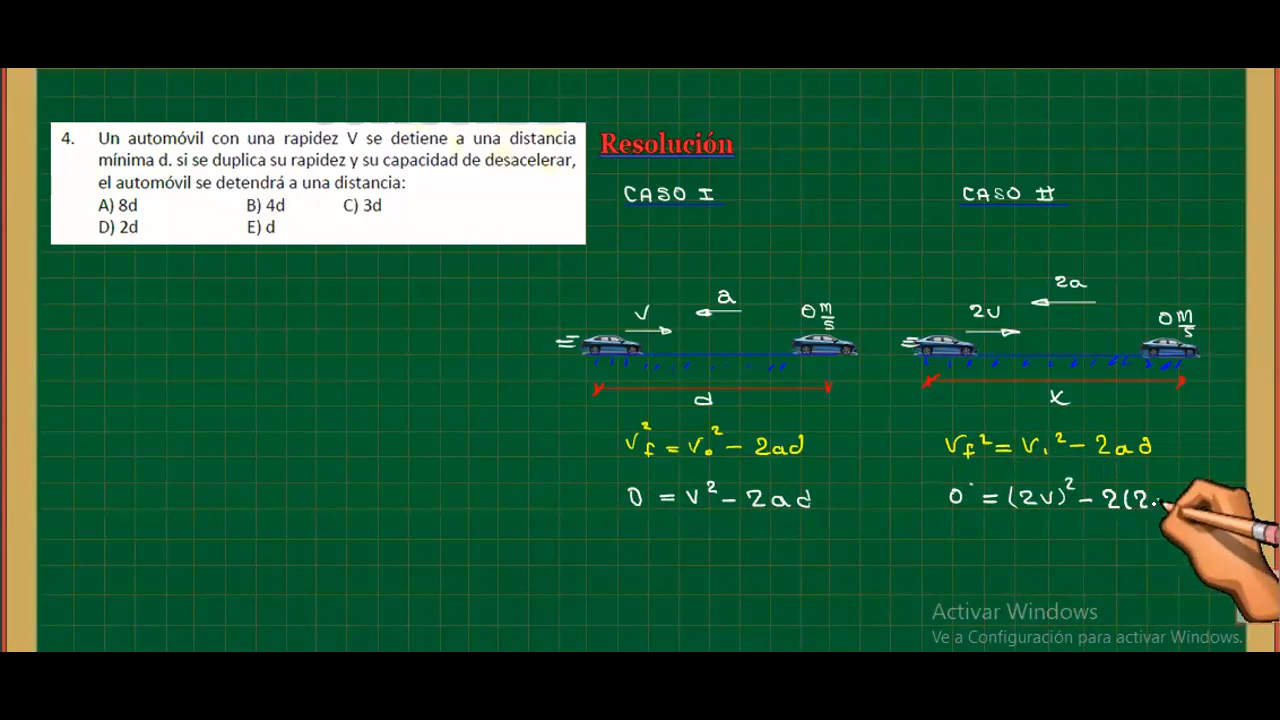 4. Un automóvil con una rapidez V se detiene a una distancia
mínima d. si se duplica su rapidez y su capacidad de desacelerar,
el automóvil se detendrá a una distancia:
A) 8d B) 4d C) 3d
D) 2d E) d
Resolución
CASO I
CASO II
V
a
0 m/s
d
2V
2a
0 m/s
x
Vf² = V₀² - 2ad
0 = V² - 2ad
Vf² = V₁² - 2ad
0 = (2V)² - 2(2
Activar Windows
Ve a Configuración para activar Windows.